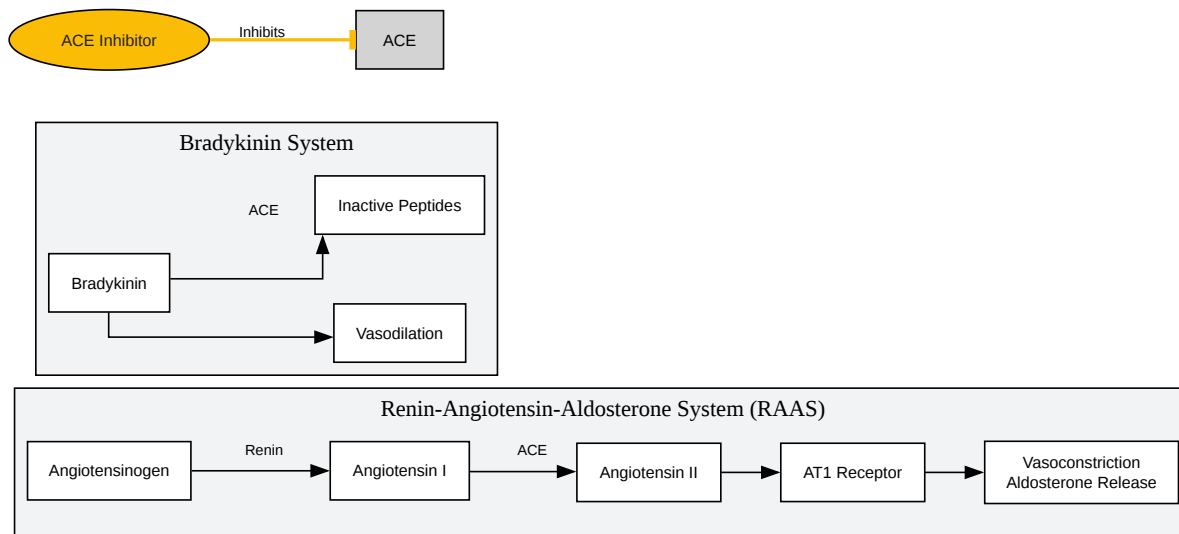 ACE Inhibitor
Inhibits
ACE
Bradykinin System
ACE
Inactive Peptides
Bradykinin
Vasodilation
Renin-Angiotensin-Aldosterone System (RAAS)
Angiotensinogen
Renin
Angiotensin I
ACE
Angiotensin II
AT1 Receptor
Vasoconstriction
Aldosterone Release